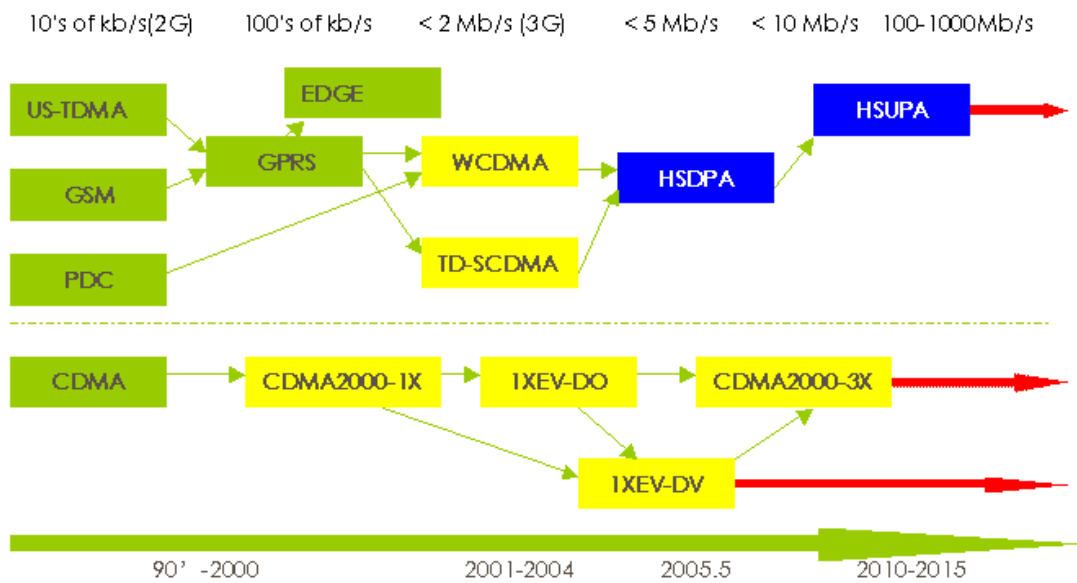 10's of kb/s(2G) 100's of kb/s < 2 Mb/s (3G) < 5 Mb/s < 10 Mb/s 100-1000Mb/s
EDGE
US-TDMA
HSUPA
GPRS
WCDMA
HSDPA
GSM
TD-SCDMA
PDC
CDMA
CDMA2000-1X
1XEV-DO
CDMA2000-3X
1XEV-DV
90’ -2000 2001-2004 2005.5 2010-2015